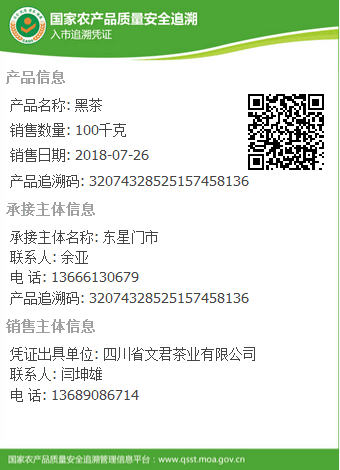 国家农产品质量安全追溯
入市追溯凭证
产品信息
产品名称: 黑茶
销售数量: 100千克
销售日期: 2018-07-26
产品追溯码: 32074328525157458136
承接主体信息
承接主体名称: 东星门市
联系人: 余亚
电 话: 13666130679
产品追溯码: 32074328525157458136
销售主体信息
凭证出具单位: 四川省文君茶业有限公司
联系人: 闫坤雄
电 话: 13689086714
国家农产品质量安全追溯管理信息平台：www.qsst.moa.gov.cn